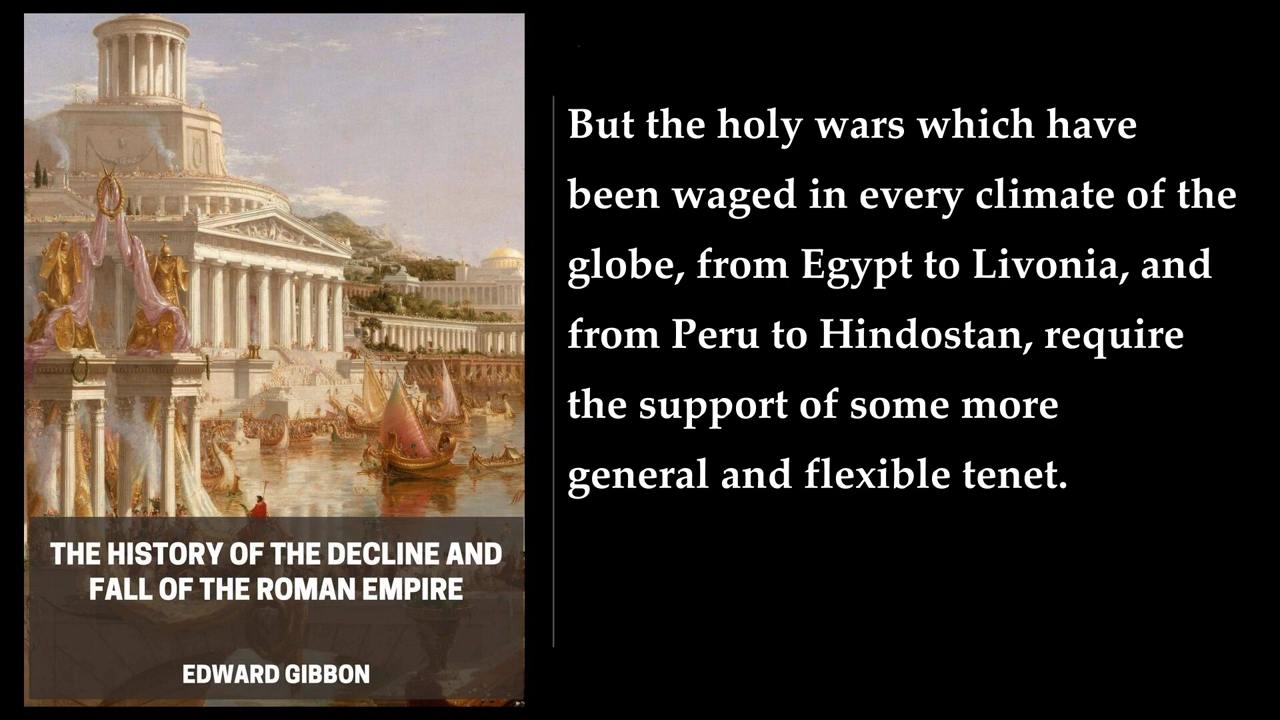 But the holy wars which have
been waged in every climate of the
globe, from Egypt to Livonia, and
from Peru to Hindostan, require
the support of some more
general and flexible tenet.
THE HISTORY OF THE DECLINE AND
FALL OF THE ROMAN EMPIRE
EDWARD GIBBON